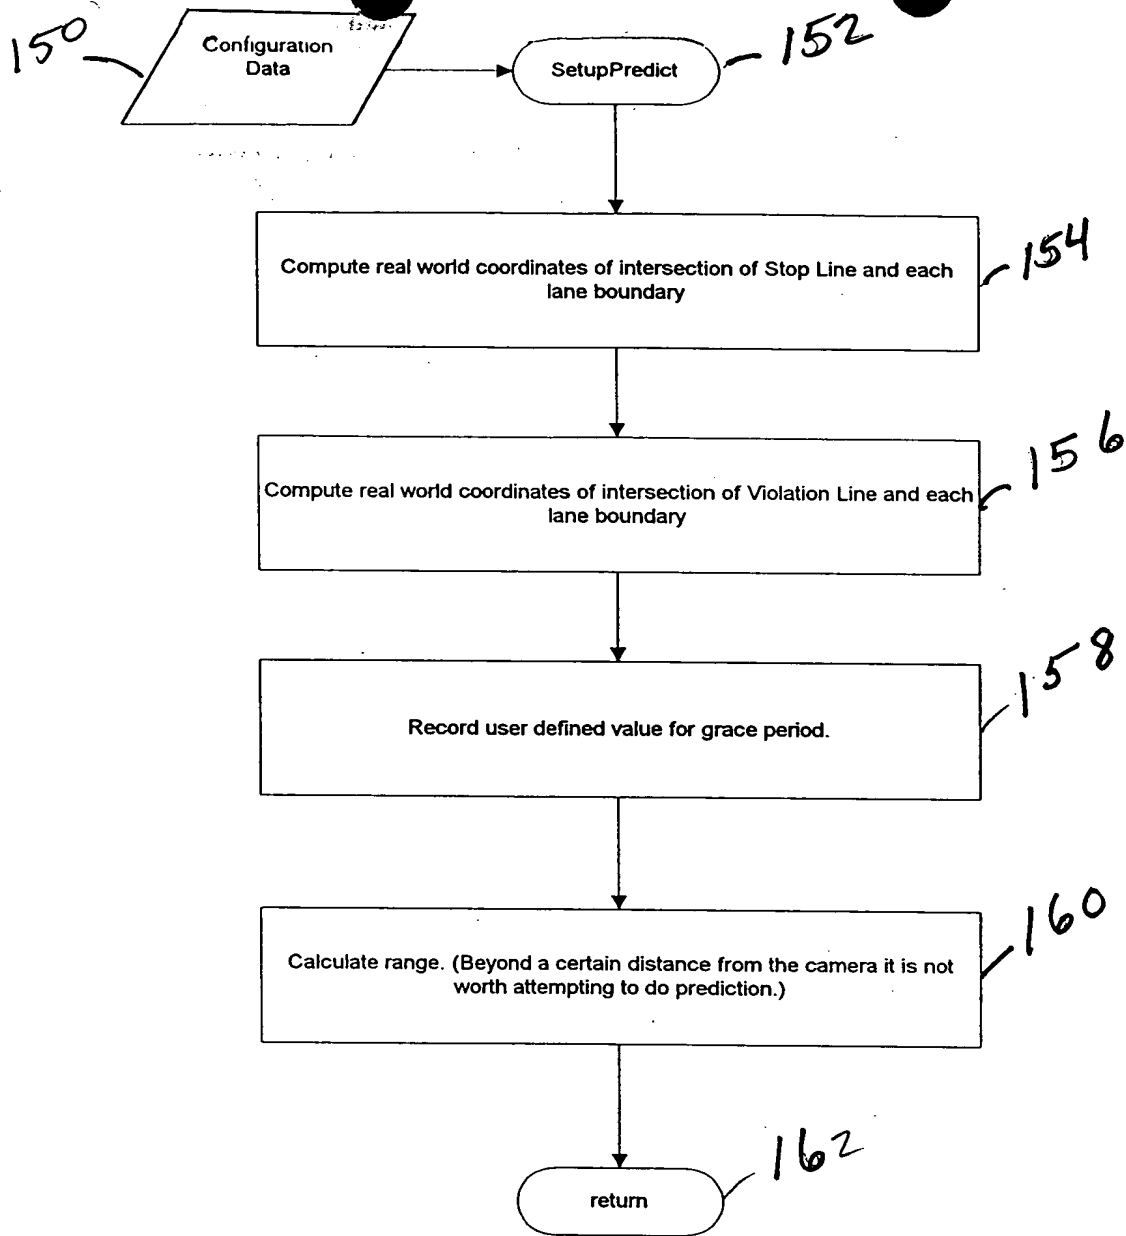 150
Configuration
Data
SetupPredict
152
Compute real world coordinates of intersection of Stop Line and each
lane boundary
154
Compute real world coordinates of intersection of Violation Line and each
lane boundary
156
Record user defined value for grace period.
158
Calculate range. (Beyond a certain distance from the camera it is not
worth attempting to do prediction.)
160
return
162